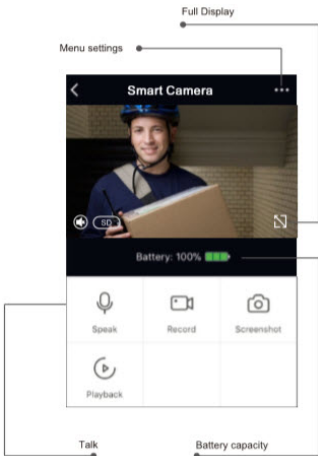 Full Display
Menu settings
Smart Camera
SD
Battery: 100%
Speak
Record
Screenshot
Playback
Talk
Battery capacity